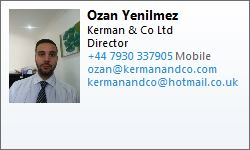 Ozan Yenilmez
Kerman & Co Ltd
Director
+44 7930 337905 Mobile
ozan@kermanandco.com
kermanandco@hotmail.co.uk